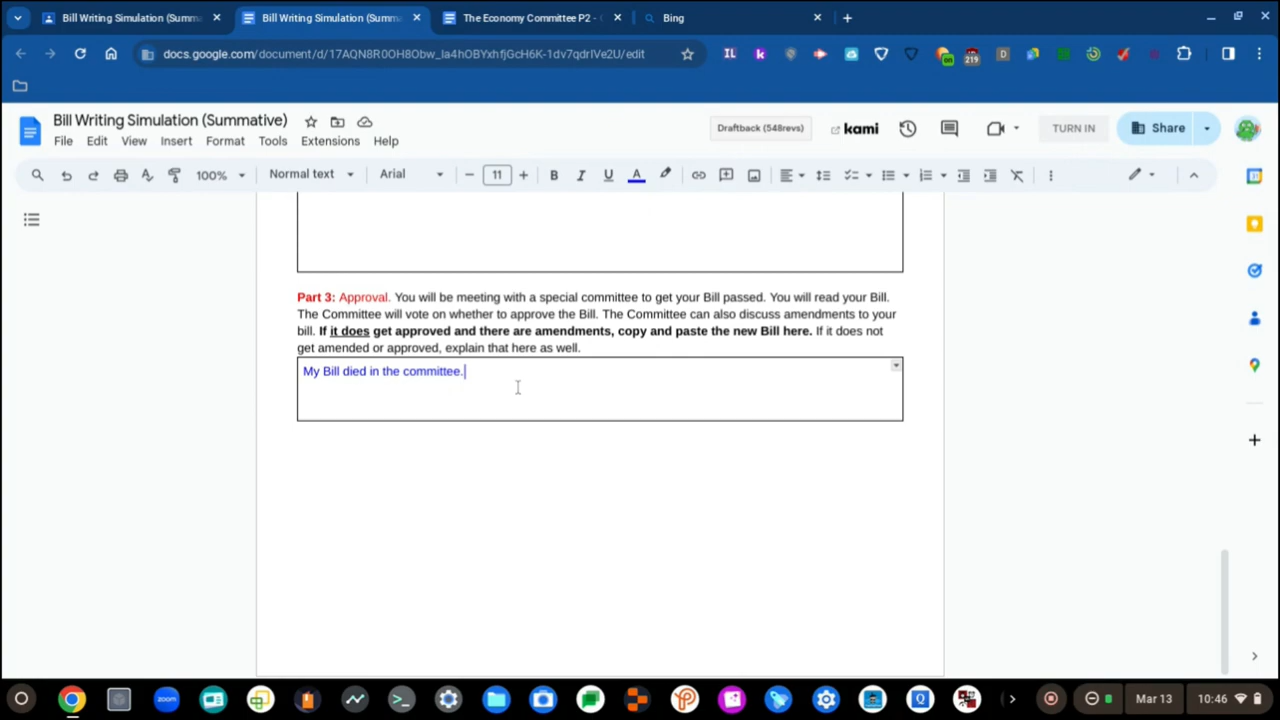 Bill Writing Simulation (Summ
Bill Writing Simulation (Summ
The Economy Committee P2 -
Bing
docs.google.com/document/d/17AQN8R0OH8Obw_la4hOBYxhfjGcH6K-1dv7qdrIVe2U/edit
219
on
Bill Writing Simulation (Summative)
File Edit View Insert Format Tools Extensions Help
Draftback (548revs)
kami
TURN IN
Share
100%
Normal text
Arial
11
Part 3: Approval. You will be meeting with a special committee to get your Bill passed. You will read your Bill.
The Committee will vote on whether to approve the Bill. The Committee can also discuss amendments to your
bill. If it does get approved and there are amendments, copy and paste the new Bill here. If it does not
get amended or approved, explain that here as well.
My Bill died in the committee.
zoom
Mar 13
10:46